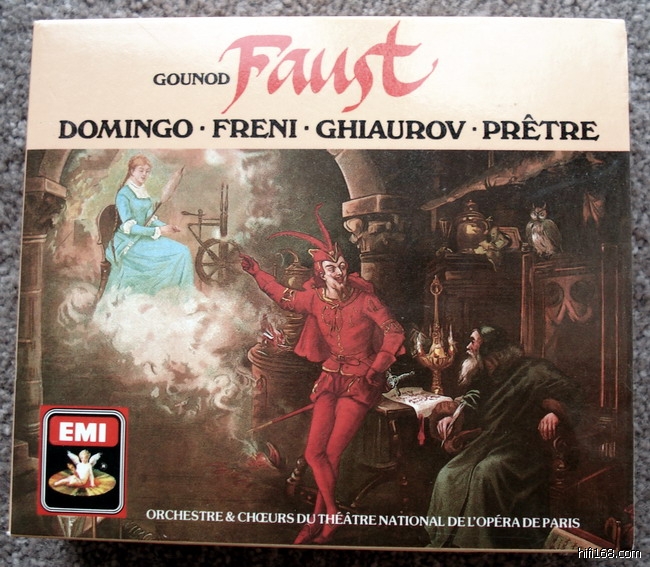 GOUNOD Faust
DOMINGO · FRENI · GHIAUROV · PRÊTRE
EMI
ORCHESTRE & CHŒURS DU THÉÂTRE NATIONAL DE L'OPÉRA DE PARIS
hifi168.com